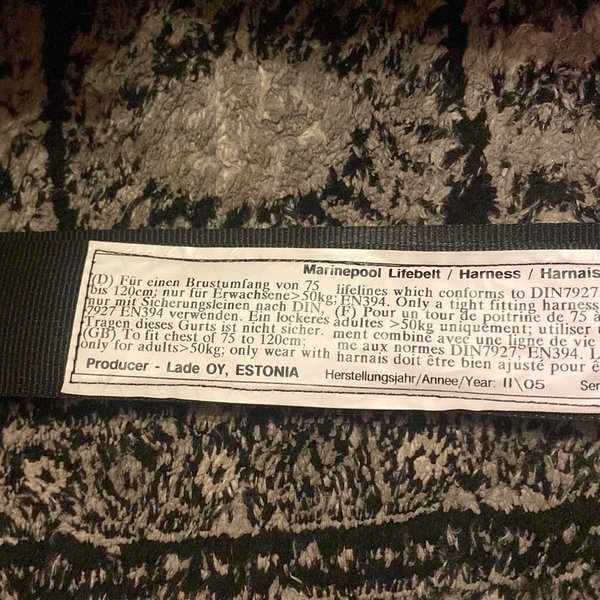 Marinepool Lifebelt / Harness / Harnais
(D) Für einen Brustumfang von 75
bis 120cm; nur für Erwachsene>50kg;
nur mit Sicherungsleinen nach DIN,
7927 EN394 verwenden. Ein lockeres
Tragen dieses Gurts ist nicht sicher.
(GB) To fit chest of 75 to 120cm;
only for adults>50kg; only wear with
lifelines which conforms to DIN7927
EN394. Only a tight fitting harness
(F) Pour un tour de poitrine de 75 à
adultes >50kg uniquement; utiliser
ment combiné avec une ligne de vie
me aux normes DIN7927, EN394.
harnais doit être bien ajusté pour
Producer - Lade OY, ESTONIA
Herstellungsjahr/Annee/Year: 11\05